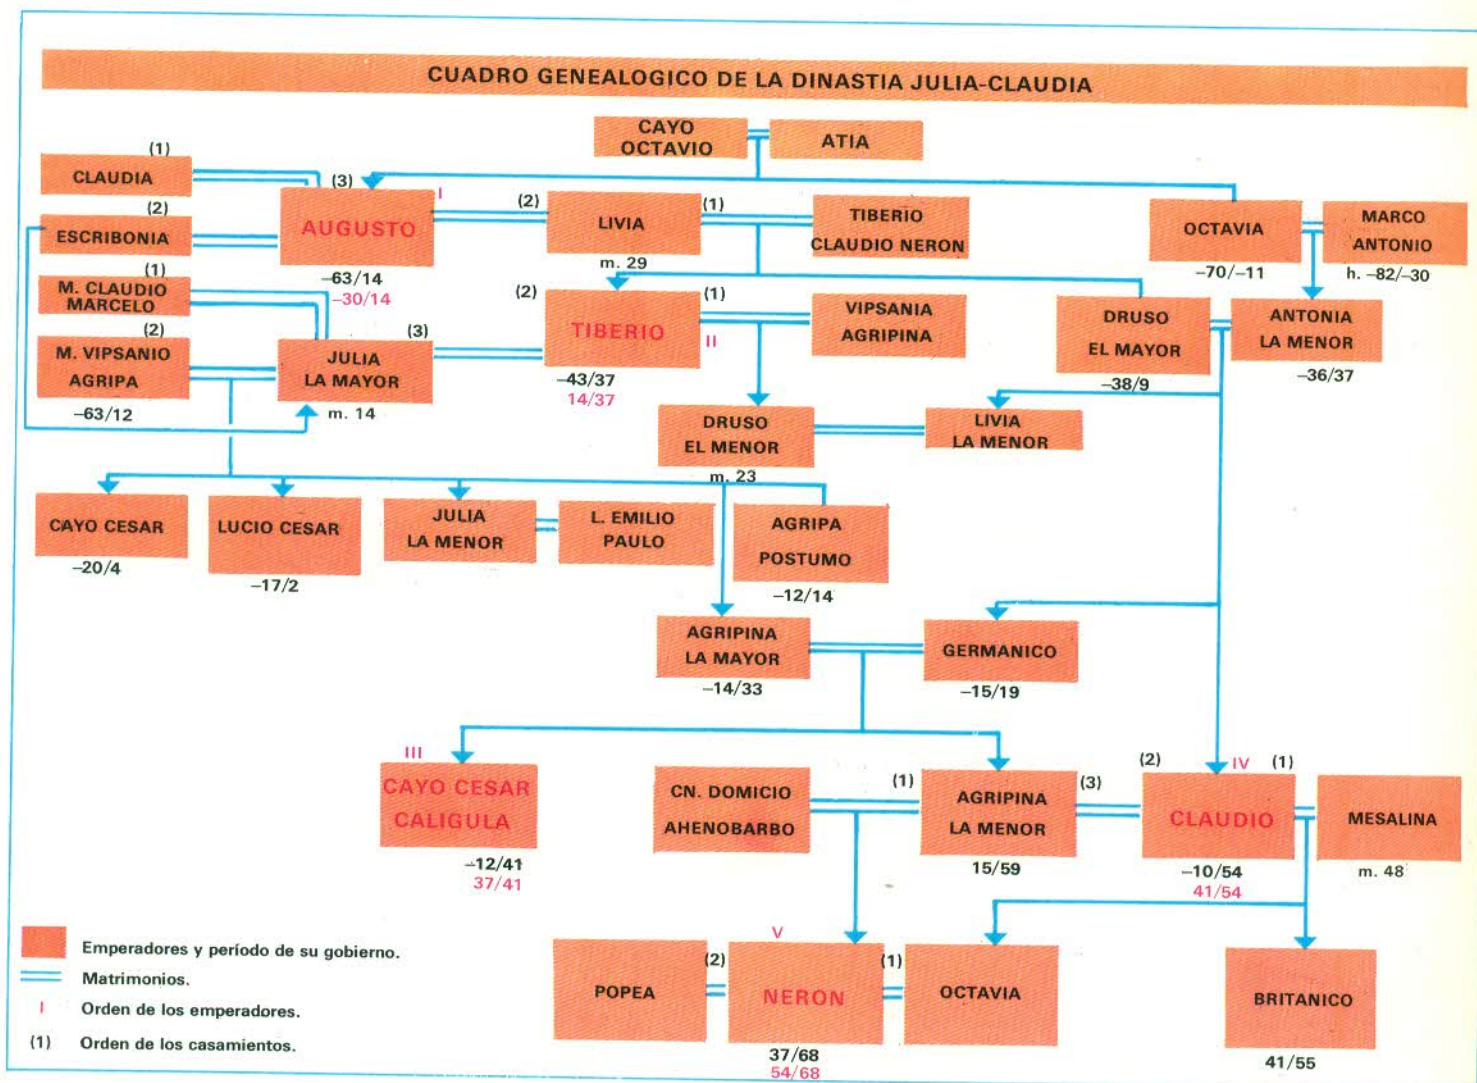 CUADRO GENEALOGICO DE LA DINASTIA JULIA-CLAUDIA
CAYO
OCTAVIO
ATIA
(1)
CLAUDIA
(2)
ESCRIBONIA
(3)
I
AUGUSTO
–63/14
–30/14
(2)
LIVIA
m. 29
(1)
TIBERIO
CLAUDIO NERON
OCTAVIA
–70/–11
MARCO
ANTONIO
h. –82/–30
(1)
M. CLAUDIO
MARCELO
(2)
M. VIPSANIO
AGRIPA
–63/12
JULIA
LA MAYOR
m. 14
(3)
(2)
TIBERIO
–43/37
14/37
(1)
II
VIPSANIA
AGRIPINA
DRUSO
EL MAYOR
–38/9
ANTONIA
LA MENOR
–36/37
DRUSO
EL MENOR
m. 23
LIVIA
LA MENOR
CAYO CESAR
–20/4
LUCIO CESAR
–17/2
JULIA
LA MENOR
L. EMILIO
PAULO
AGRIPA
POSTUMO
–12/14
AGRIPINA
LA MAYOR
–14/33
GERMANICO
–15/19
III
CAYO CESAR
CALIGULA
–12/41
37/41
CN. DOMICIO
AHENOBARBO
(1)
AGRIPINA
LA MENOR
15/59
(3)
(2)
IV
(1)
CLAUDIO
–10/54
41/54
MESALINA
m. 48
POPEA
(2)
V
NERON
37/68
54/68
(1)
OCTAVIA
BRITANICO
41/55
Emperadores y período de su gobierno.
Matrimonios.
I Orden de los emperadores.
(1) Orden de los casamientos.